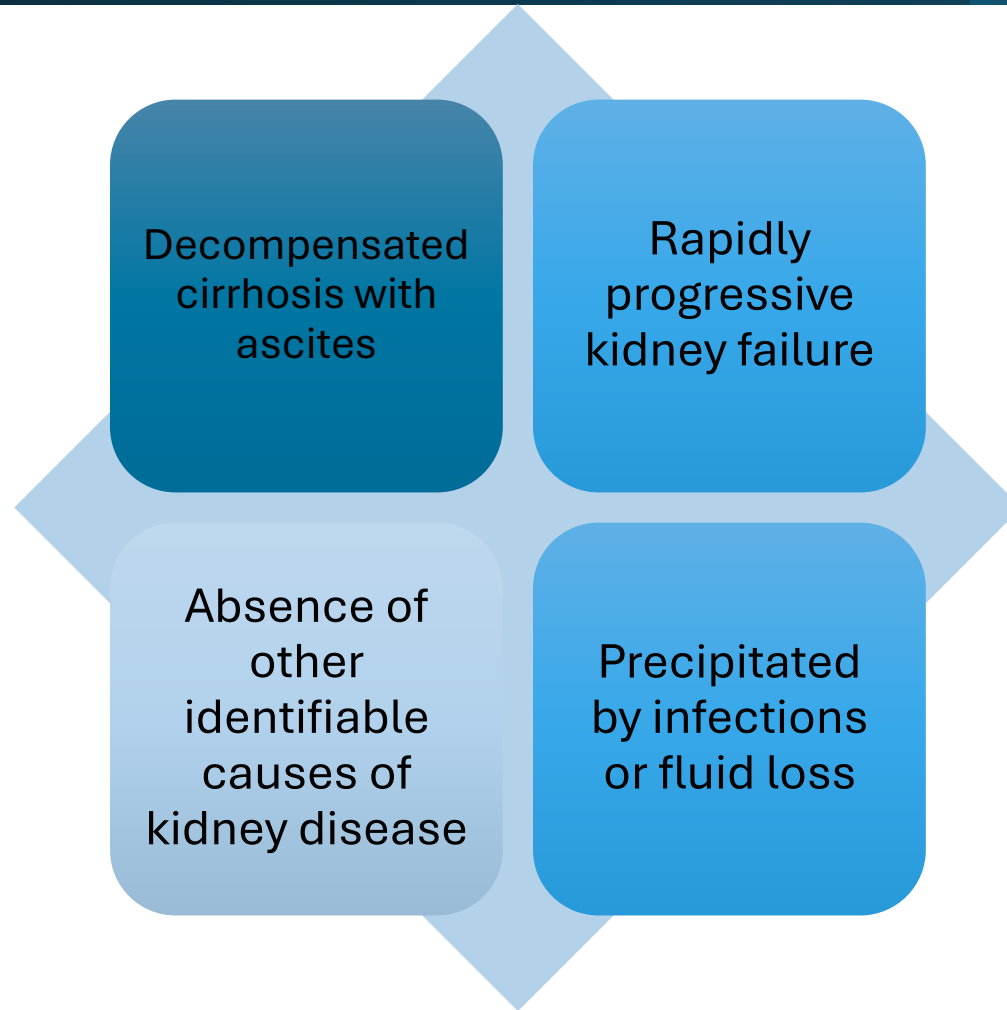 Decompensated
cirrhosis with
ascites
Rapidly
progressive
kidney failure
Absence of
other
identifiable
causes of
kidney disease
Precipitated
by infections
or fluid loss